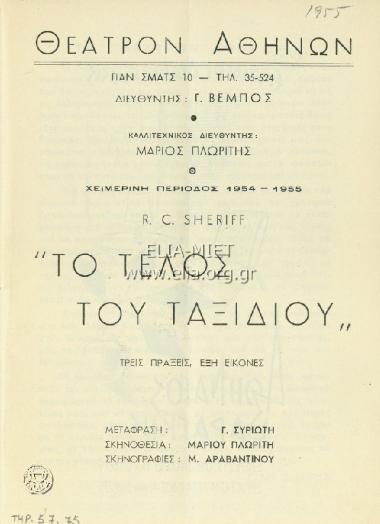 1955
ΘΕΑΤΡΟΝ ΑΘΗΝΩΝ
ΓΙΑΝ ΣΜΑΤΣ 10 — ΤΗΛ. 35-524
ΔΙΕΥΘΥΝΤΗΣ : Γ. ΒΕΜΠΟΣ
ΚΑΛΛΙΤΕΧΝΙΚΟΣ ΔΙΕΥΘΥΝΤΗΣ :
ΜΑΡΙΟΣ ΠΛΩΡΙΤΗΣ
ΧΕΙΜΕΡΙΝΗ ΠΕΡΙΟΔΟΣ 1954 – 1955
R. C. SHERIFF
ELIA-MIET
"ΤΟ ΤΕΛΟΣ
www.elia.org.gr
ΤΟΥ ΤΑΞΙΔΙΟΥ„
ΤΡΕΙΣ ΠΡΑΞΕΙΣ, ΕΞΗ ΕΙΚΟΝΕΣ
ΜΕΤΑΦΡΑΣΗ : Γ. ΣΥΡΙΩΤΗ
ΣΚΗΝΟΘΕΣΙΑ : ΜΑΡΙΟΥ ΠΛΩΡΙΤΗ
ΣΚΗΝΟΓΡΑΦΙΕΣ : Μ. ΑΡΑΒΑΝΤΙΝΟΥ
ΤΗΡ. 57. 75